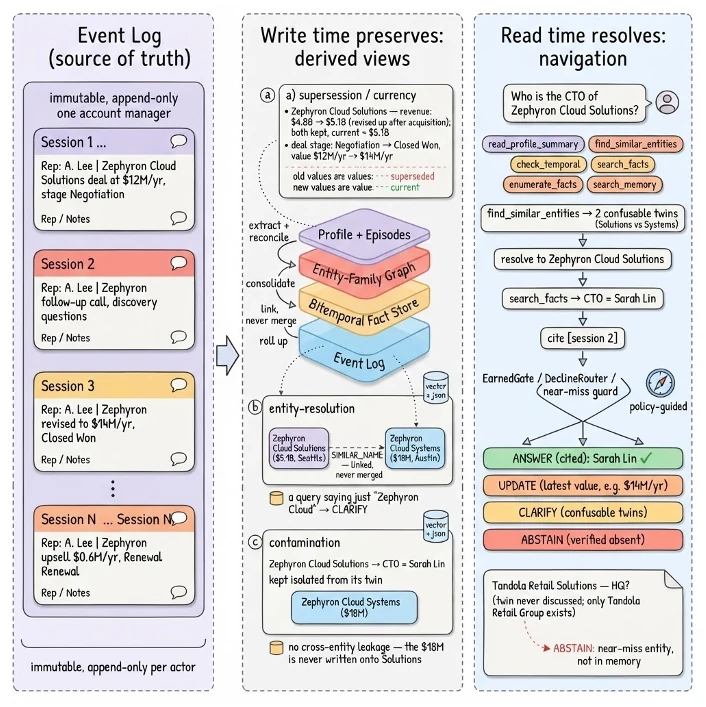 Event Log
(source of truth)
immutable, append-only
one account manager
Session 1 ...
Rep: A. Lee | Zephyron Cloud
Solutions deal at $12M/yr,
stage Negotiation
Rep / Notes
Session 2
Rep: A. Lee | Zephyron
follow-up call, discovery
questions
Rep / Notes
Session 3
Rep: A. Lee | Zephyron
revised to $14M/yr,
Closed Won
Rep / Notes
Session N ... Session N,
Rep: A. Lee | Zephyron
upsell $0.6M/yr, Renewal
Renewal
Rep / Notes
immutable, append-only per actor
Write time preserves:
derived views
a
a) supersession / currency
• Zephyron Cloud Solutions — revenue:
$4.8B → $5.1B (revised up after acquisition);
both kept, current = $5.1B
• deal stage: Negotiation → Closed Won,
value $12M/yr → $14M/yr
old values are values: superseded
new values are value current
extract +
reconcile
consolidate
link,
never merge
roll up
Profile + Episodes
Entity-Family Graph
Bitemporal Fact Store
Event Log
vector
+ json
b
entity-resolution
Zephyron
Cloud Solutions
($5.1B, Seattls)
SIMILAR_NAME
— linked,
never merged
Zephyron
Cloud Systems
($18M, Austin)
a query saying just "Zephyron
Cloud" → CLARIFY
vector
+ json
c
contamination
Zephyron Cloud Solutions → CTO = Sarah Lin
kept isolated from its twin
Zephyron Cloud Systems
($18M)
no cross-entity leakage — the $18M
is never written onto Solutions
Read time resolves:
navigation
Who is the CTO of
Zephyron Cloud Solutions?
read_profile_summary
find_similar_entities
check_temporal
search_facts
enumerate_facts
search_memory
find_similar_entities → 2 confusable twins
(Solutions vs Systems)
resolve to Zephyron Cloud Solutions
search_facts → CTO = Sarah Lin
cite [session 2]
EarnedGate / DeclineRouter /
near-miss guard
policy-guided
ANSWER (cited): Sarah Lin ✓
UPDATE (latest value, e.g. $14M/yr)
CLARIFY (confusable twins)
ABSTAIN (verified absent)
Tandola Retail Solutions — HQ?
(twin never discussed; only Tandola
Retail Group exists)
ABSTAIN: near-miss entity,
not in memory